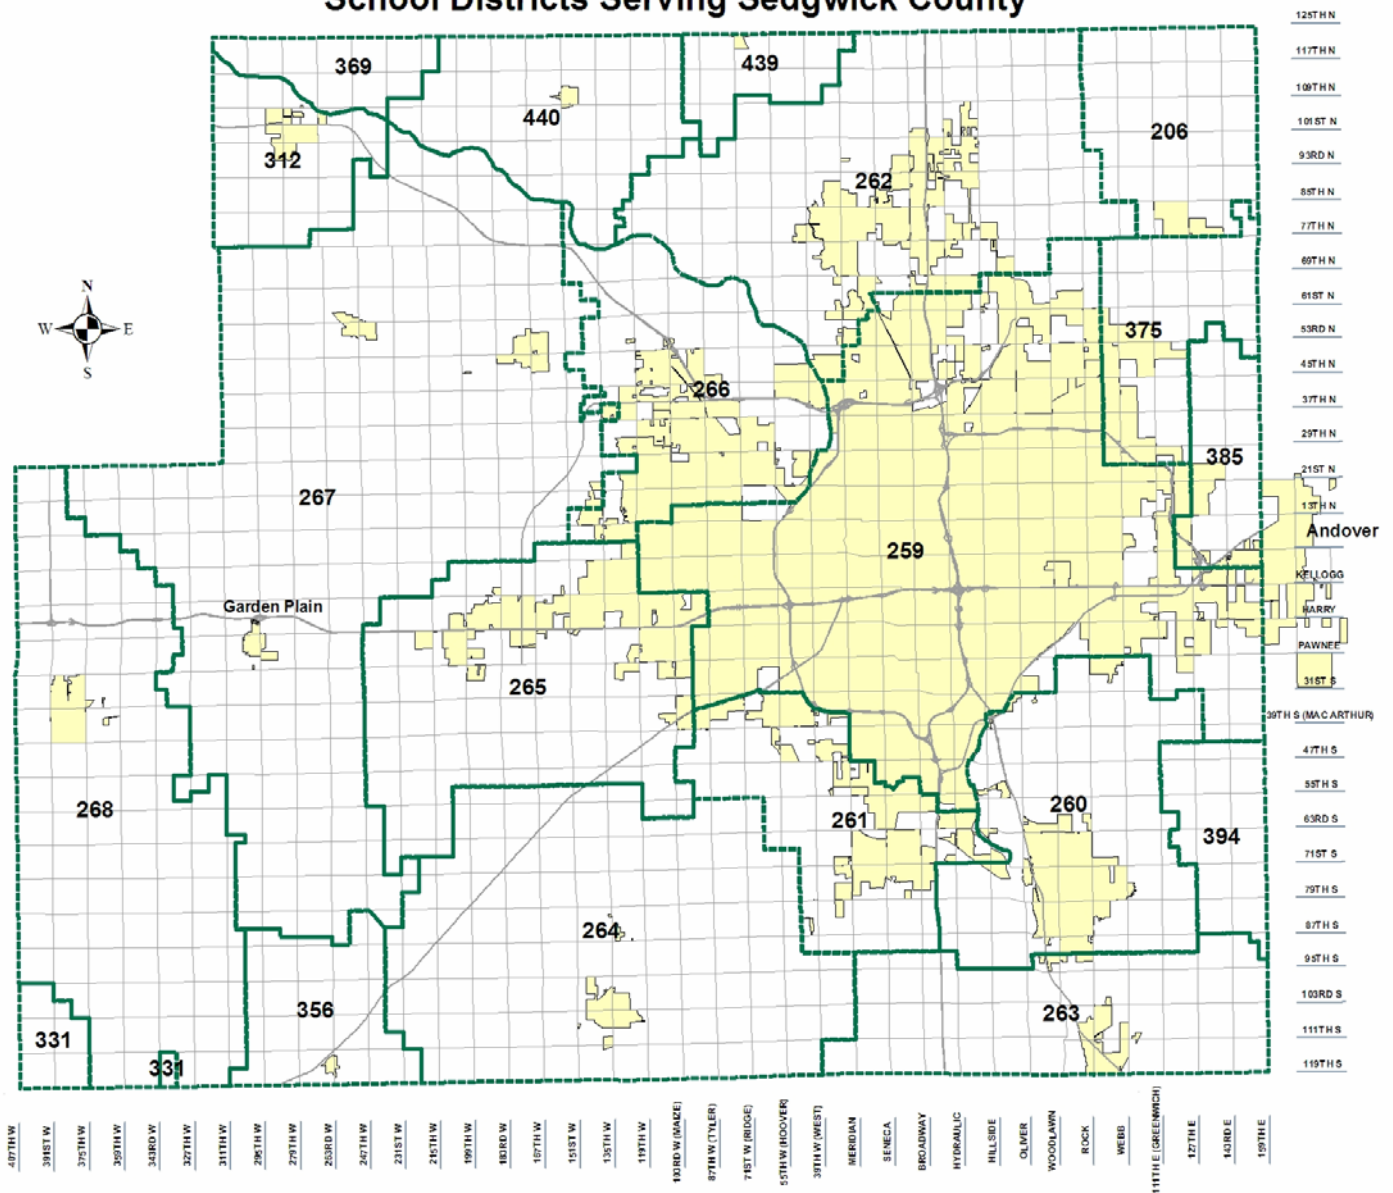 School Districts Serving Sedgwick County
125TH N
117TH N
109TH N
101ST N
93RD N
85TH N
77TH N
69TH N
61ST N
53RD N
45TH N
37TH N
29TH N
21ST N
13TH N
KELLOGG
HARRY
PAWNEE
31ST S
39TH S (MAC ARTHUR)
47TH S
55TH S
63RD S
71ST S
79TH S
87TH S
95TH S
103RD S
111TH S
119TH S
369
439
440
206
312
262
N
W E
S
375
266
385
267
Andover
259
Garden Plain
265
268
260
261
394
264
356
263
331
331
407TH W
391ST W
375TH W
359TH W
343RD W
327TH W
311TH W
295TH W
279TH W
263RD W
247TH W
231ST W
215TH W
199TH W
183RD W
167TH W
151ST W
135TH W
119TH W
103RD W (MAIZE)
87TH W (TYLER)
71ST W (RIDGE)
55TH W (HOOVER)
39TH W (WEST)
MERIDIAN
SENECA
BROADWAY
HYDRAULIC
HILLSIDE
OLIVER
WOODLAWN
ROCK
WEBB
111TH E (GREENWICH)
127TH E
143RD E
159TH E